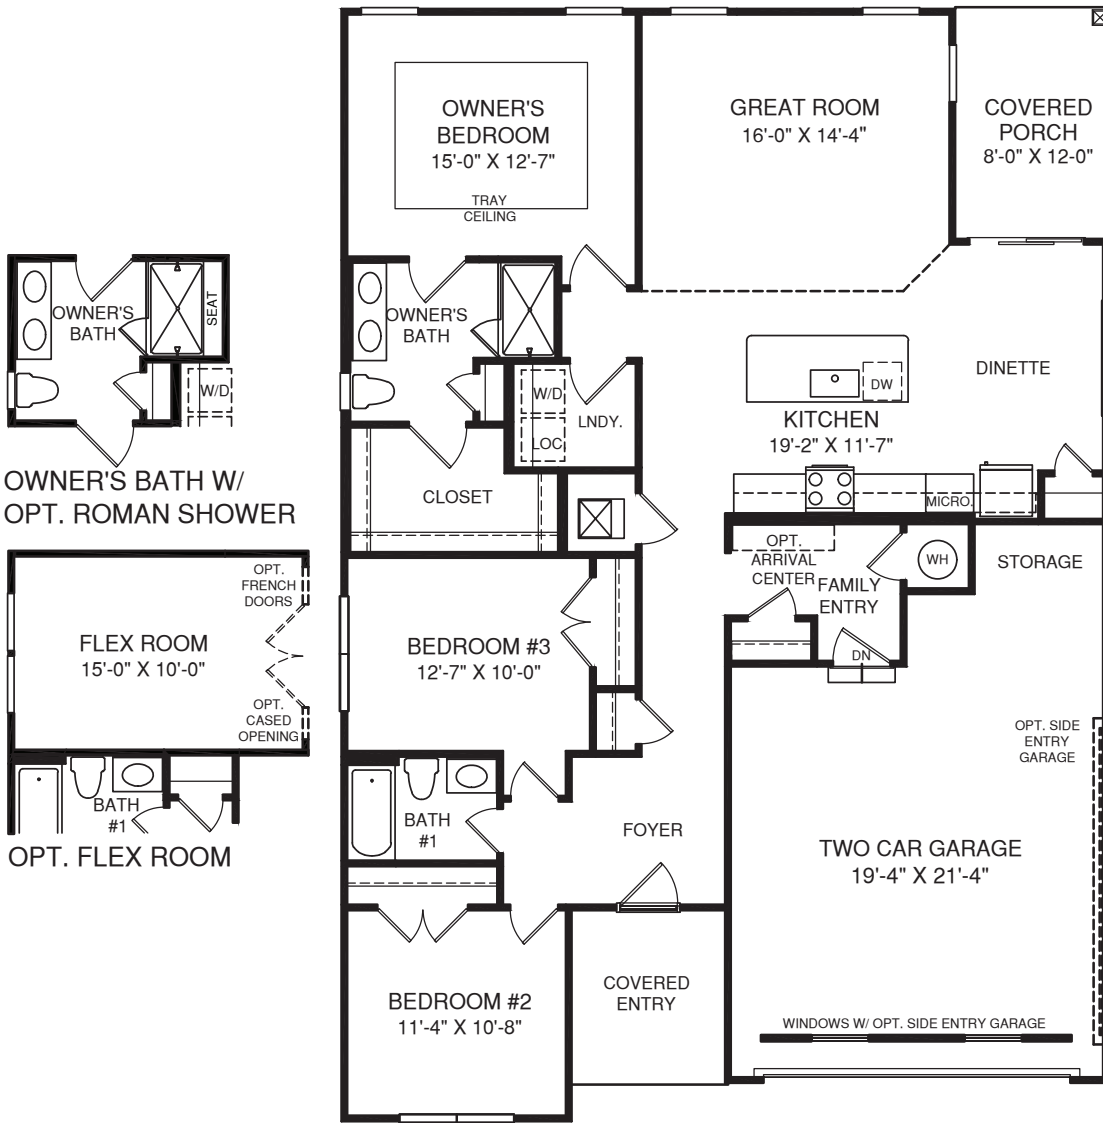 OWNER'S
BEDROOM
15'-0" X 12'-7"
TRAY
CEILING
GREAT ROOM
16'-0" X 14'-4"
COVERED
PORCH
8'-0" X 12'-0"
OWNER'S
BATH
SEAT
W/D
OWNER'S BATH W/
OPT. ROMAN SHOWER
OWNER'S
BATH
W/D
LOC
LNDY.
CLOSET
DW
KITCHEN
19'-2" X 11'-7"
MICRO.
DINETTE
OPT.
ARRIVAL
CENTER
FAMILY
ENTRY
WH
STORAGE
DN
OPT.
FRENCH
DOORS
FLEX ROOM
15'-0" X 10'-0"
OPT.
CASED
OPENING
BATH
#1
OPT. FLEX ROOM
BEDROOM #3
12'-7" X 10'-0"
BATH
#1
FOYER
OPT. SIDE
ENTRY
GARAGE
TWO CAR GARAGE
19'-4" X 21'-4"
BEDROOM #2
11'-4" X 10'-8"
COVERED
ENTRY
WINDOWS W/ OPT. SIDE ENTRY GARAGE